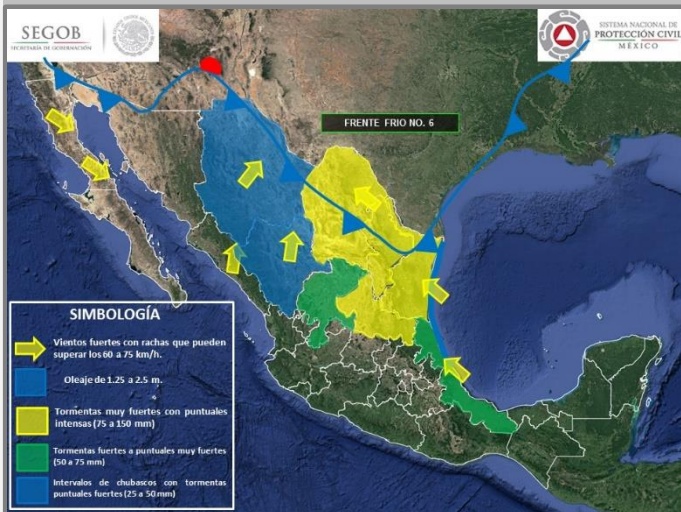 SEGOB
SECRETARÍA DE GOBERNACIÓN
SISTEMA NACIONAL DE
PROTECCIÓN CIVIL
MÉXICO
FRENTE FRIO NO. 6
SIMBOLOGÍA
Vientos fuertes con rachas que pueden
superar los 60 a 75 km/h.
Oleaje de 1.25 a 2.5 m.
Tormentas muy fuertes con puntuales
intensas (75 a 150 mm)
Tormentas fuertes a puntuales muy fuertes
(50 a 75 mm)
Intervalos de chubascos con tormentas
puntuales fuertes (25 a 50 mm)